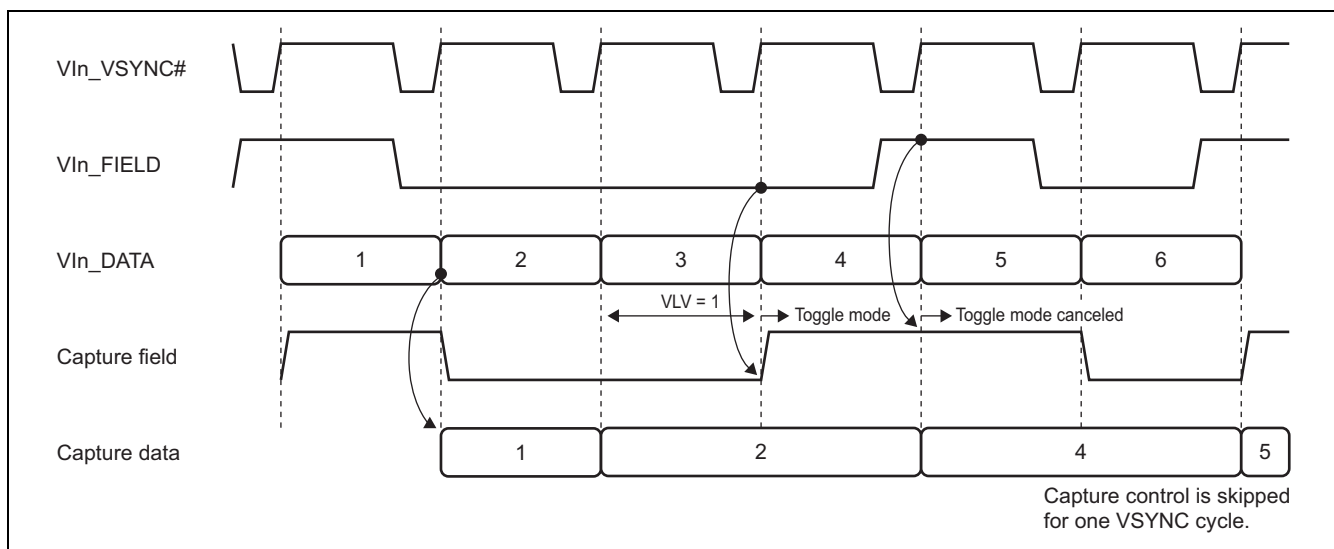 VIn_VSYNC#
VIn_FIELD
VIn_DATA
1
2
3
4
5
6
VLV = 1
Toggle mode
Toggle mode canceled
Capture field
Capture data
1
2
4
5
Capture control is skipped
for one VSYNC cycle.